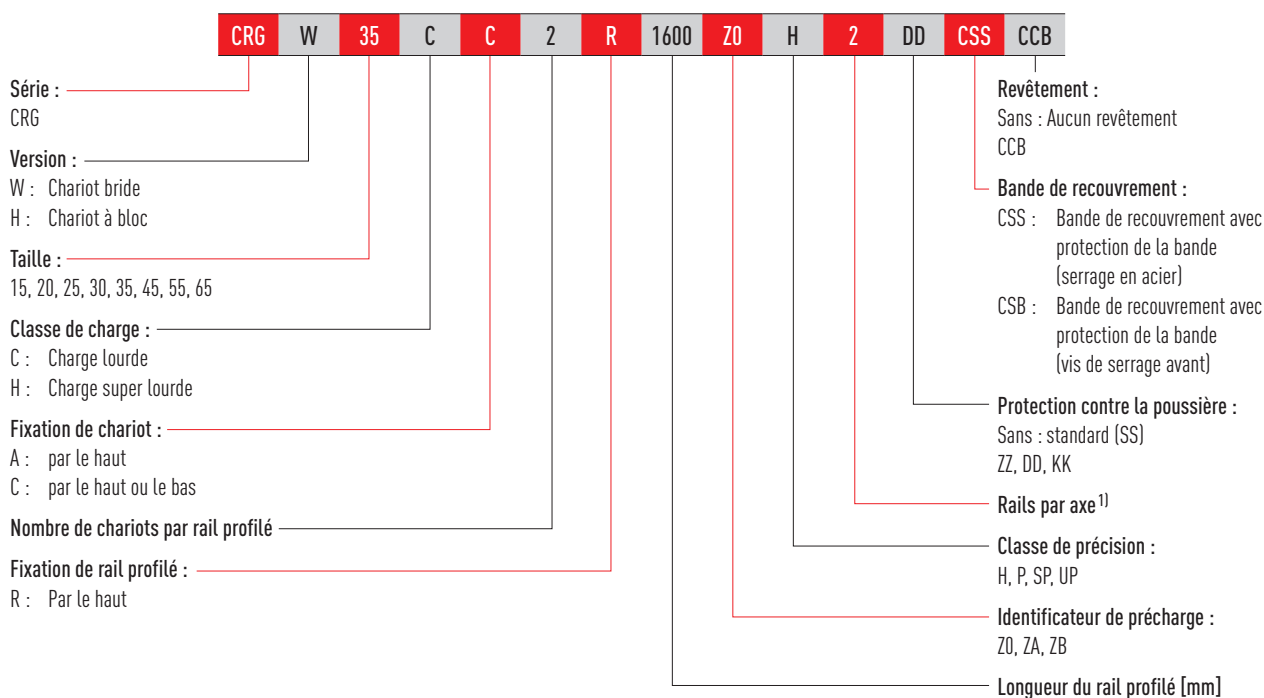 CRG W 35 C C 2 R 1600 Z0 H 2 DD CSS CCB
Série :
CRG
Version :
W : Chariot bride
H : Chariot à bloc
Taille :
15, 20, 25, 30, 35, 45, 55, 65
Classe de charge :
C : Charge lourde
H : Charge super lourde
Fixation de chariot :
A : par le haut
C : par le haut ou le bas
Nombre de chariots par rail profilé
Fixation de rail profilé :
R : Par le haut
Revêtement :
Sans : Aucun revêtement
CCB
Bande de recouvrement :
CSS : Bande de recouvrement avec
protection de la bande
(serrage en acier)
CSB : Bande de recouvrement avec
protection de la bande
(vis de serrage avant)
Protection contre la poussière :
Sans : standard (SS)
ZZ, DD, KK
Rails par axe 1)
Classe de précision :
H, P, SP, UP
Identificateur de précharge :
Z0, ZA, ZB
Longueur du rail profilé [mm]